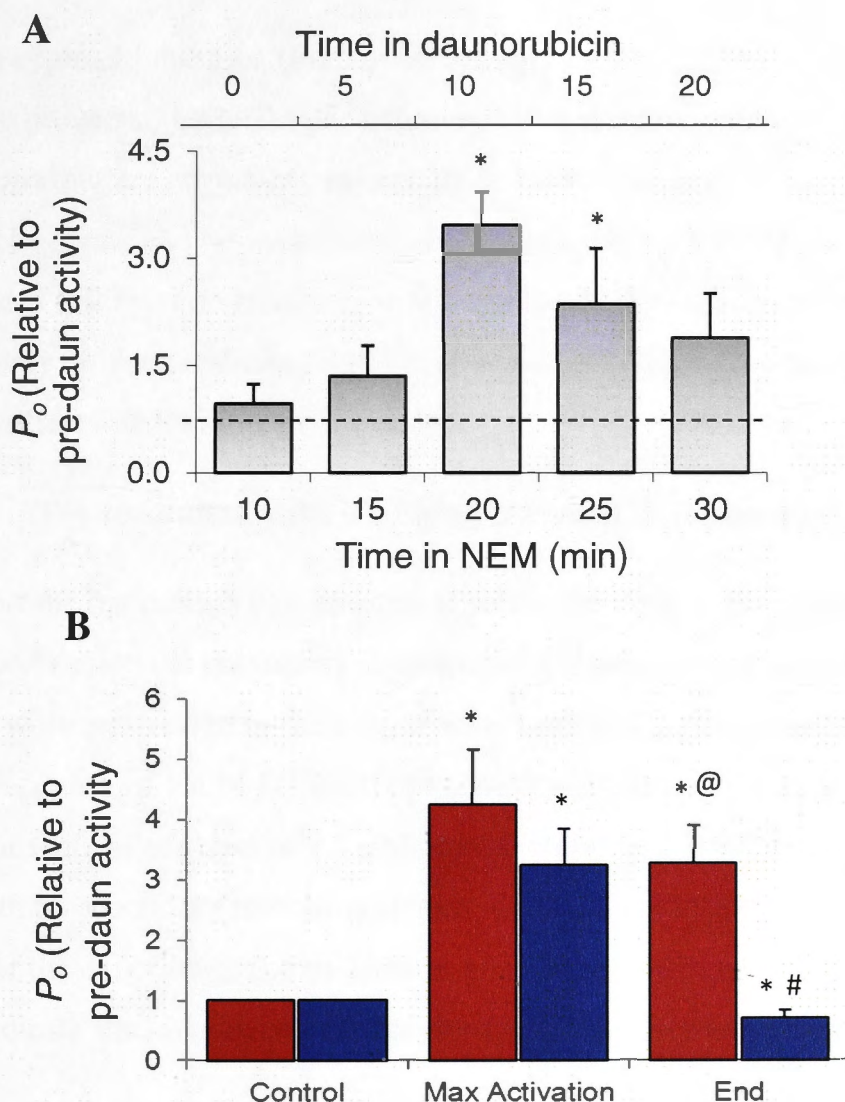 A
Time in daunorubicin
0 5 10 15 20
4.5
3.0
1.5
0.0
P_o (Relative to
pre-daun activity)
* *
10 15 20 25 30
Time in NEM (min)
B
6
5
4
3
2
1
0
P_o (Relative to
pre-daun activity
* * * @ * #
Control Max Activation End